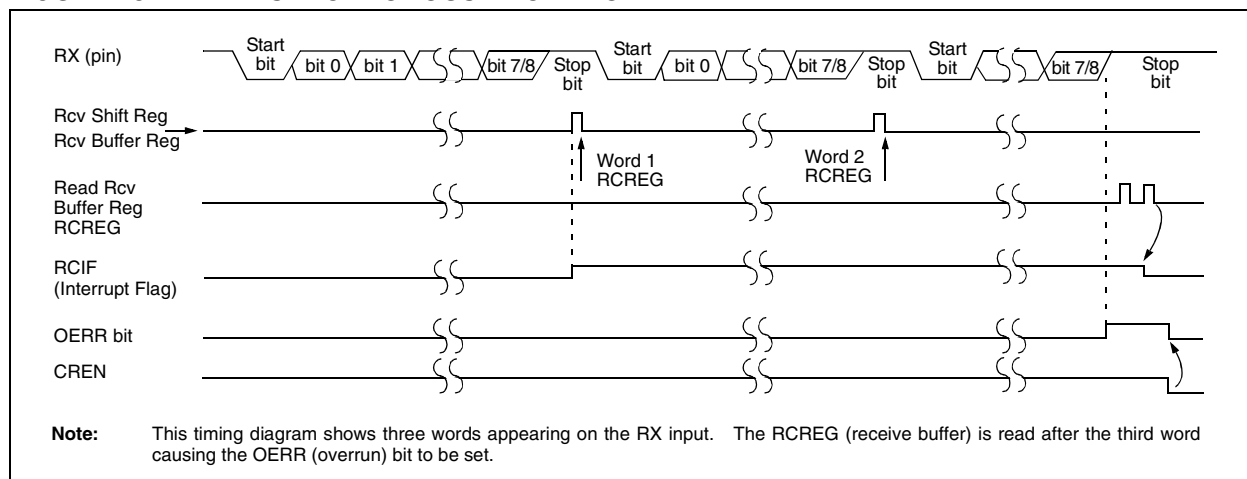 RX (pin)
Start
bit
bit 0
bit 1
bit 7/8
Stop
bit
Start
bit
bit 0
bit 7/8
Stop
bit
Start
bit
bit 7/8
Stop
bit
Rcv Shift Reg
Rcv Buffer Reg
Word 1
RCREG
Word 2
RCREG
Read Rcv
Buffer Reg
RCREG
RCIF
(Interrupt Flag)
OERR bit
CREN
Note: This timing diagram shows three words appearing on the RX input. The RCREG (receive buffer) is read after the third word
causing the OERR (overrun) bit to be set.